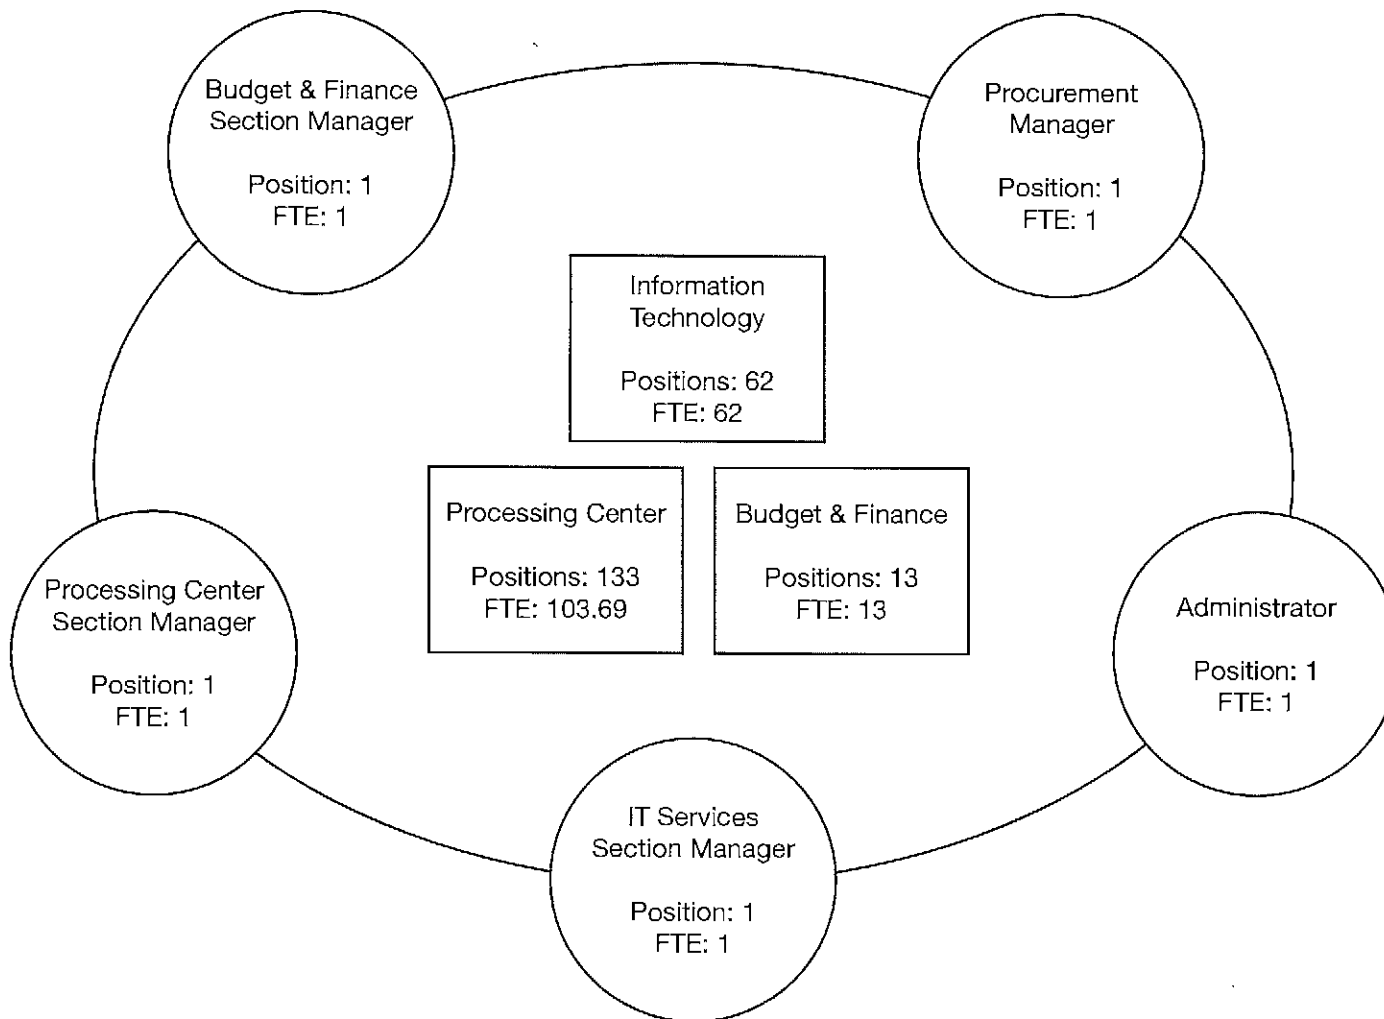 Budget & Finance
Section Manager
Position: 1
FTE: 1
Procurement
Manager
Position: 1
FTE: 1
Information
Technology
Positions: 62
FTE: 62
Processing Center
Positions: 133
FTE: 103.69
Budget & Finance
Positions: 13
FTE: 13
Processing Center
Section Manager
Position: 1
FTE: 1
Administrator
Position: 1
FTE: 1
IT Services
Section Manager
Position: 1
FTE: 1